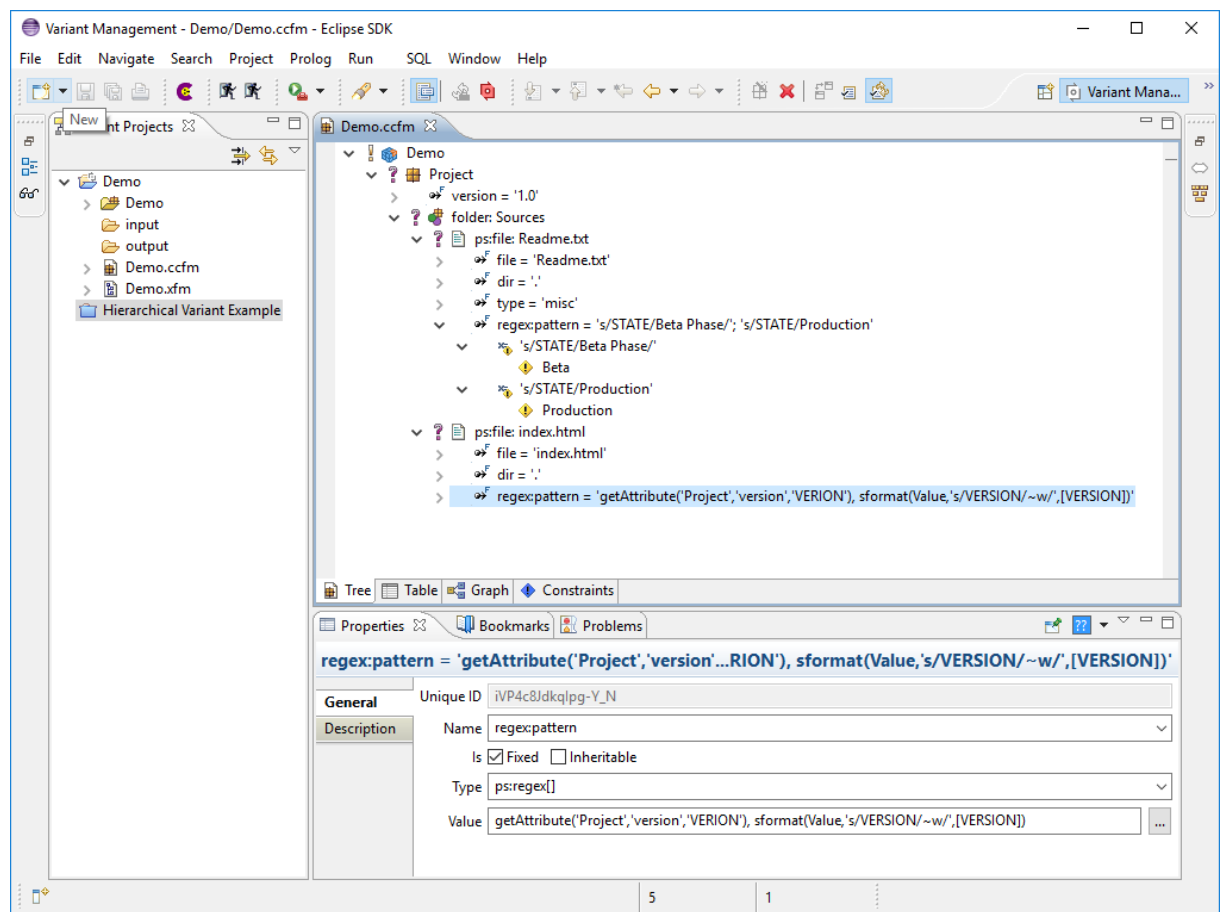 Variant Management - Demo/Demo.ccfm - Eclipse SDK
File Edit Navigate Search Project Prolog Run SQL Window Help
Variant Mana...
New
nt Projects
Demo
Demo
input
output
Demo.ccfm
Demo.xfm
Hierarchical Variant Example
Demo.ccfm
Demo
Project
version = '1.0'
folder: Sources
ps:file: Readme.txt
file = 'Readme.txt'
dir = '.'
type = 'misc'
regex:pattern = 's/STATE/Beta Phase/'; 's/STATE/Production'
's/STATE/Beta Phase/'
Beta
's/STATE/Production'
Production
ps:file: index.html
file = 'index.html'
dir = '.'
regex:pattern = 'getAttribute('Project','version','VERION'), sformat(Value,'s/VERSION/~w/',[VERSION])'
Tree Table Graph Constraints
Properties Bookmarks Problems
regex:pattern = 'getAttribute('Project','version'...RION'), sformat(Value,'s/VERSION/~w/',[VERSION])'
General
Description
Unique ID iVP4c8Jdkqlpg-Y_N
Name regex:pattern
Is Fixed Inheritable
Type ps:regex[]
Value getAttribute('Project','version','VERION'), sformat(Value,'s/VERSION/~w/',[VERSION]) ...
5 1